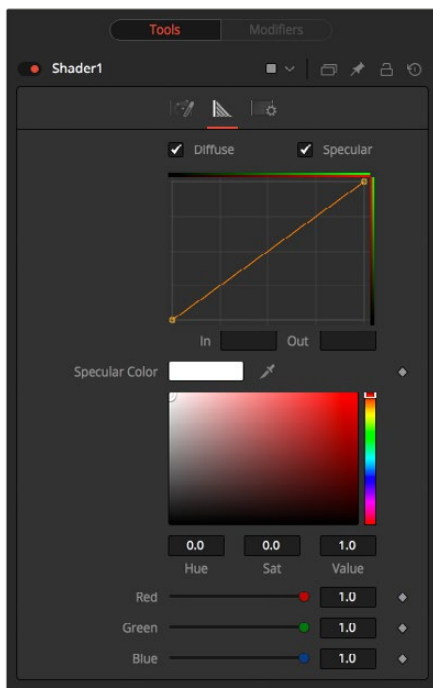 Tools Modifiers
Shader1
Diffuse Specular
In Out
Specular Color
0.0 0.0 1.0
Hue Sat Value
Red 1.0
Green 1.0
Blue 1.0